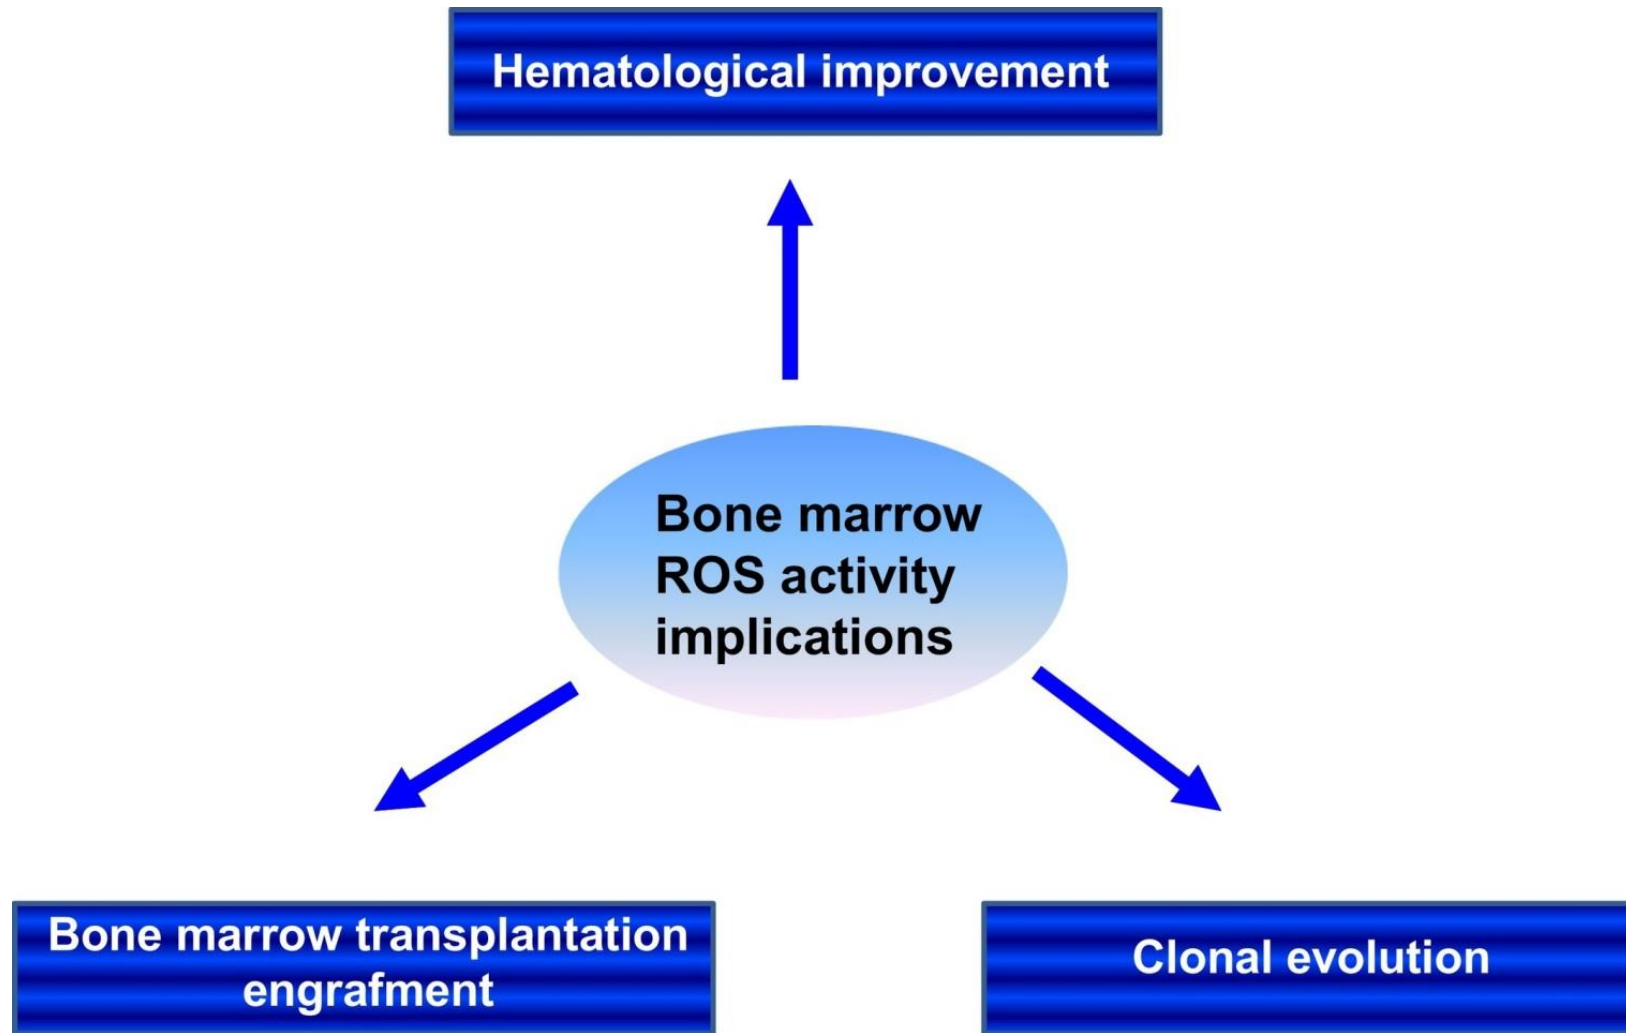 Hematological improvement
Bone marrow
ROS activity
implications
Bone marrow transplantation
engrafment
Clonal evolution